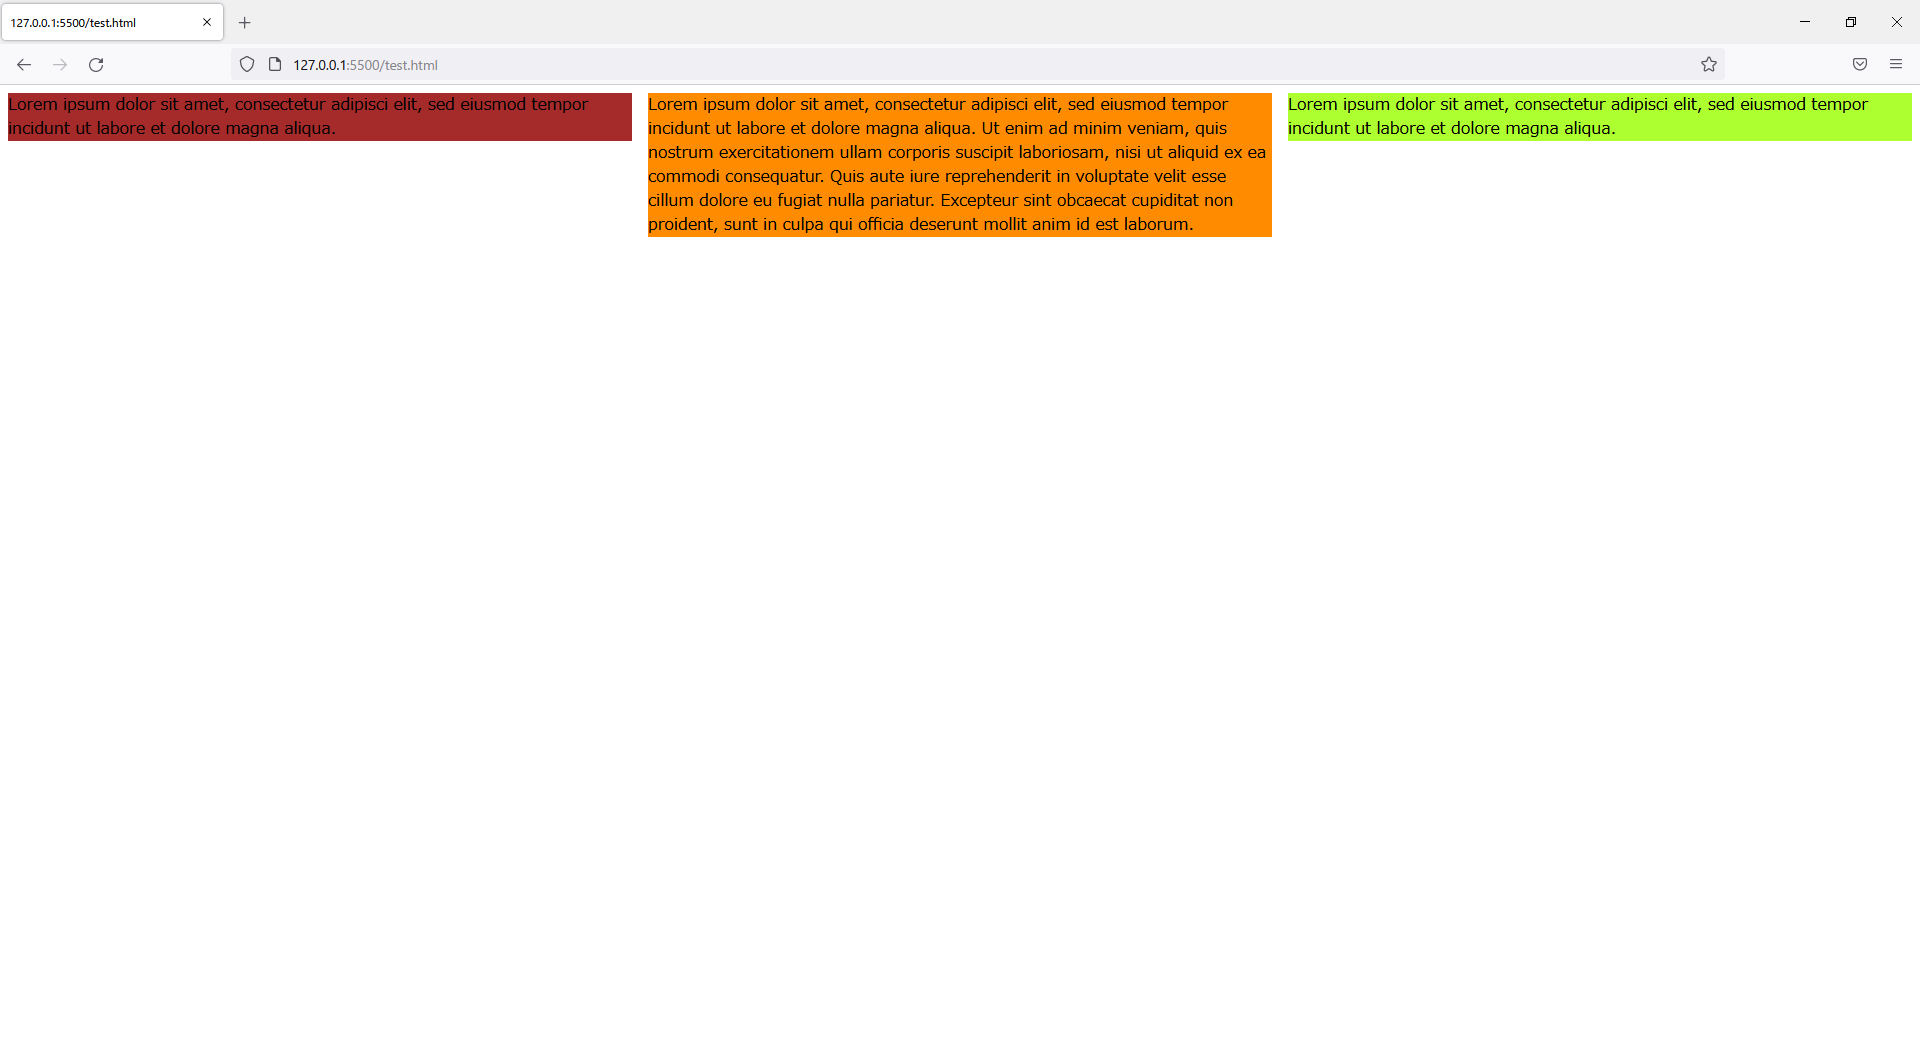 127.0.0.1:5500/test.html
127.0.0.1:5500/test.html
Lorem ipsum dolor sit amet, consectetur adipisci elit, sed eiusmod tempor
incidunt ut labore et dolore magna aliqua.
Lorem ipsum dolor sit amet, consectetur adipisci elit, sed eiusmod tempor
incidunt ut labore et dolore magna aliqua. Ut enim ad minim veniam, quis
nostrum exercitationem ullam corporis suscipit laboriosam, nisi ut aliquid ex ea
commodi consequatur. Quis aute iure reprehenderit in voluptate velit esse
cillum dolore eu fugiat nulla pariatur. Excepteur sint obcaecat cupiditat non
proident, sunt in culpa qui officia deserunt mollit anim id est laborum.
Lorem ipsum dolor sit amet, consectetur adipisci elit, sed eiusmod tempor
incidunt ut labore et dolore magna aliqua.